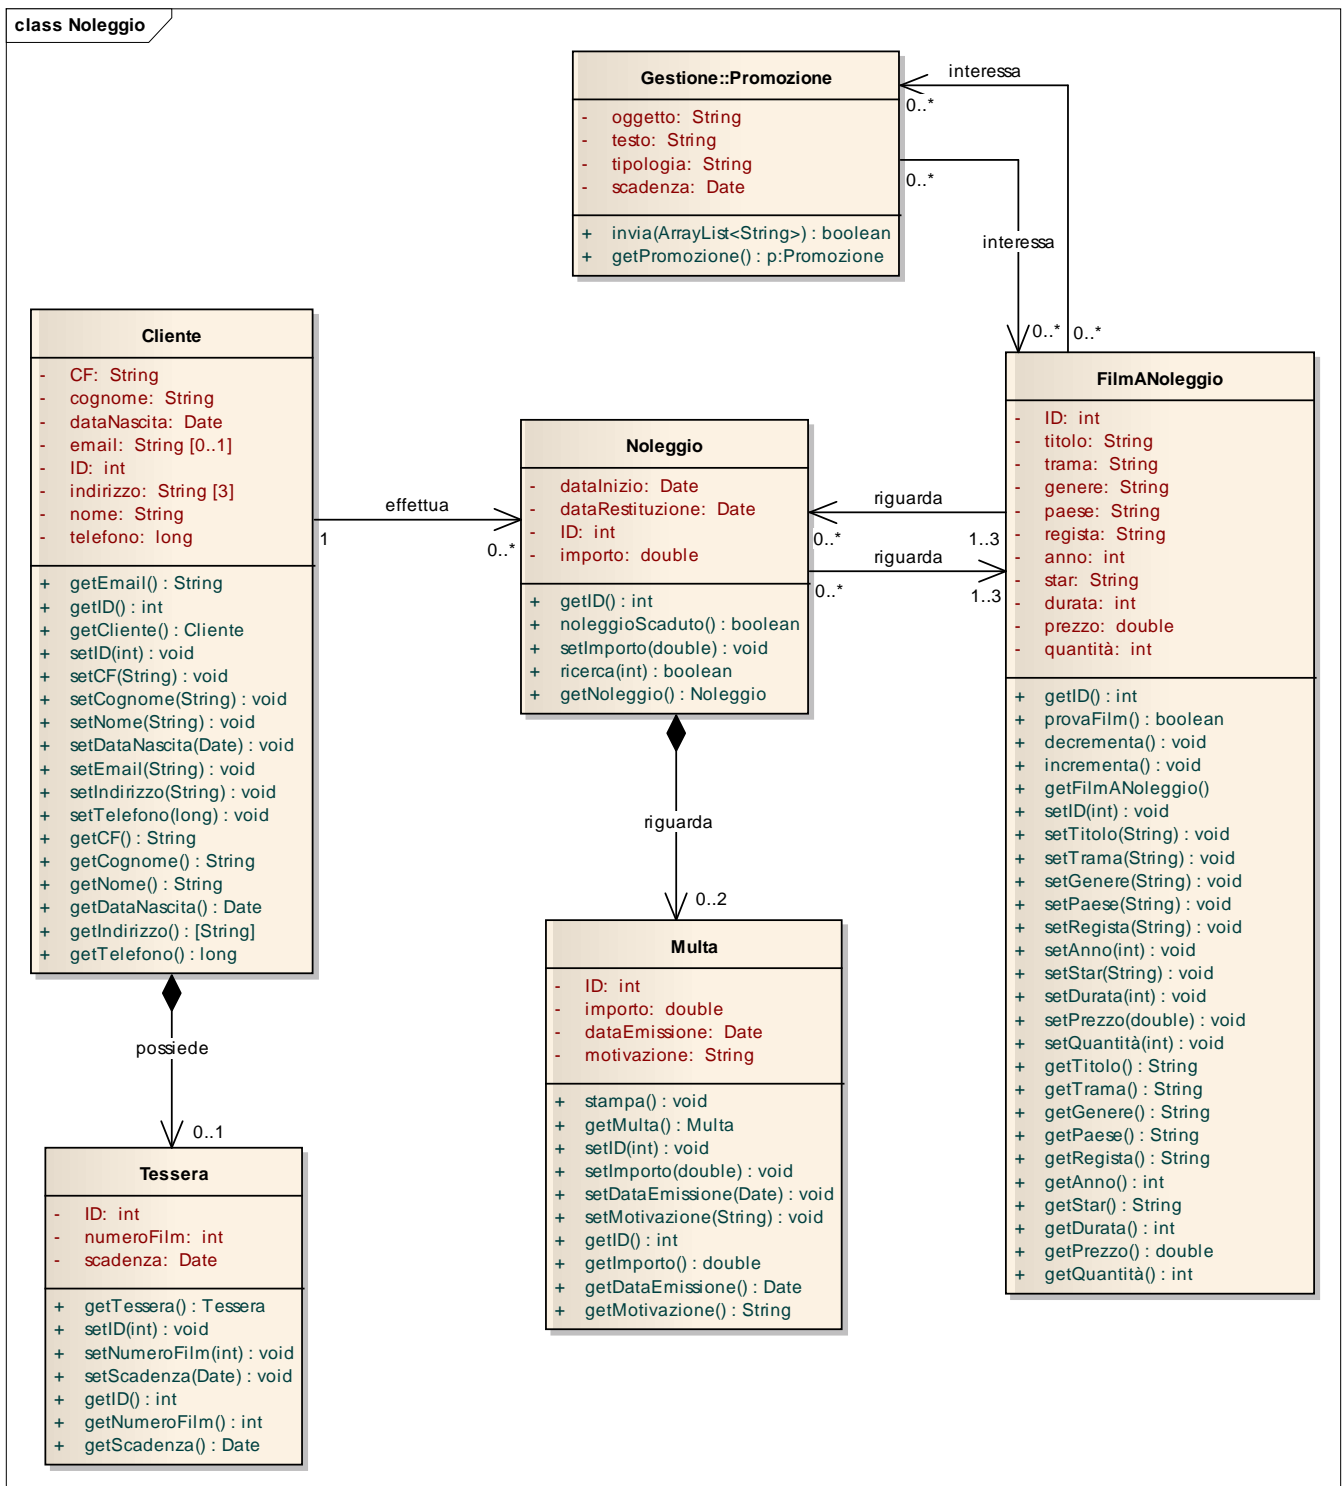 class Noleggio
Gestione::Promozione
- oggetto: String
- testo: String
- tipologia: String
- scadenza: Date
+ invia(ArrayList<String>) : boolean
+ getPromozione() : p:Promozione
interessa
0..*
0..*
interessa
0..*
0..*
Cliente
- CF: String
- cognome: String
- dataNascita: Date
- email: String [0..1]
- ID: int
- indirizzo: String [3]
- nome: String
- telefono: long
+ getEmail() : String
+ getID() : int
+ getCliente() : Cliente
+ setID(int) : void
+ setCF(String) : void
+ setCognome(String) : void
+ setNome(String) : void
+ setDataNascita(Date) : void
+ setEmail(String) : void
+ setIndirizzo(String) : void
+ setTelefono(long) : void
+ getCF() : String
+ getCognome() : String
+ getNome() : String
+ getDataNascita() : Date
+ getIndirizzo() : [String]
+ getTelefono() : long
effettua
1
0..*
Noleggio
- dataInizio: Date
- dataRestituzione: Date
- ID: int
- importo: double
+ getID() : int
+ noleggioScaduto() : boolean
+ setImporto(double) : void
+ ricerca(int) : boolean
+ getNoleggio() : Noleggio
riguarda
0..*
1..3
riguarda
0..*
1..3
FilmANoleggio
- ID: int
- titolo: String
- trama: String
- genere: String
- paese: String
- regista: String
- anno: int
- star: String
- durata: int
- prezzo: double
- quantità: int
+ getID() : int
+ provaFilm() : boolean
+ decrementa() : void
+ incrementa() : void
+ getFilmANoleggio()
+ setID(int) : void
+ setTitolo(String) : void
+ setTrama(String) : void
+ setGenere(String) : void
+ setPaese(String) : void
+ setRegista(String) : void
+ setAnno(int) : void
+ setStar(String) : void
+ setDurata(int) : void
+ setPrezzo(double) : void
+ setQuantità(int) : void
+ getTitolo() : String
+ getTrama() : String
+ getGenere() : String
+ getPaese() : String
+ getRegista() : String
+ getAnno() : int
+ getStar() : String
+ getDurata() : int
+ getPrezzo() : double
+ getQuantità() : int
riguarda
0..2
Multa
- ID: int
- importo: double
- dataEmissione: Date
- motivazione: String
+ stampa() : void
+ getMulta() : Multa
+ setID(int) : void
+ setImporto(double) : void
+ setDataEmissione(Date) : void
+ setMotivazione(String) : void
+ getID() : int
+ getImporto() : double
+ getDataEmissione() : Date
+ getMotivazione() : String
possiede
0..1
Tessera
- ID: int
- numeroFilm: int
- scadenza: Date
+ getTessera() : Tessera
+ setID(int) : void
+ setNumeroFilm(int) : void
+ setScadenza(Date) : void
+ getID() : int
+ getNumeroFilm() : int
+ getScadenza() : Date